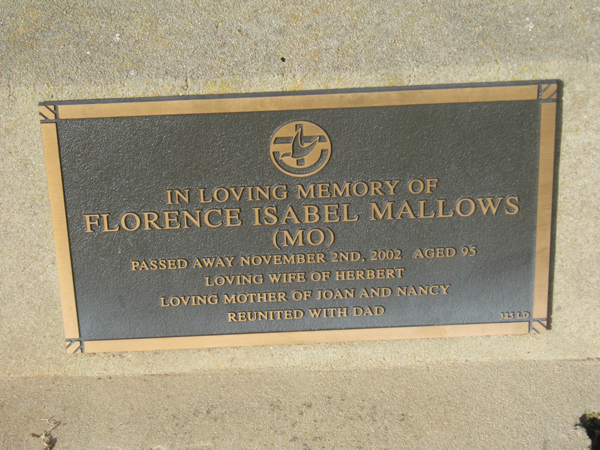 IN LOVING MEMORY OF
FLORENCE ISABEL MALLOWS
(MO)
PASSED AWAY NOVEMBER 2ND, 2002 AGED 95
LOVING WIFE OF HERBERT
LOVING MOTHER OF JOAN AND NANCY
REUNITED WITH DAD